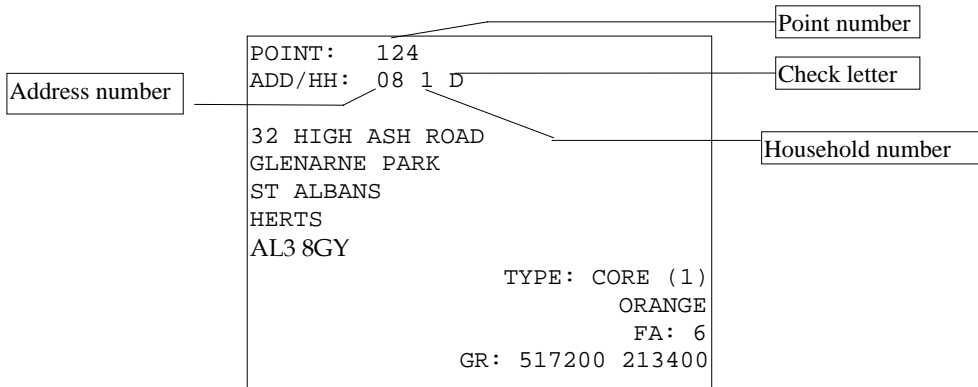 Point number
POINT: 124
ADD/HH: 08 1 D
Check letter
Address number
32 HIGH ASH ROAD
Household number
GLENARNE PARK
ST ALBANS
HERTS
AL3 8GY
TYPE: CORE (1)
ORANGE
FA: 6
GR: 517200 213400